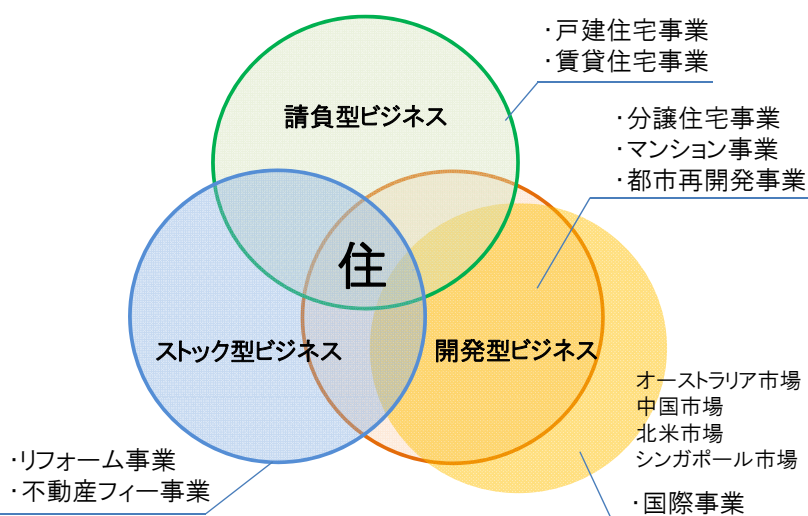 ・戸建住宅事業
・賃貸住宅事業
請負型ビジネス
・分譲住宅事業
・マンション事業
・都市再開発事業
住
ストック型ビジネス
開発型ビジネス
オーストラリア市場
中国市場
北米市場
シンガポール市場
・リフォーム事業
・不動産フィー事業
・国際事業